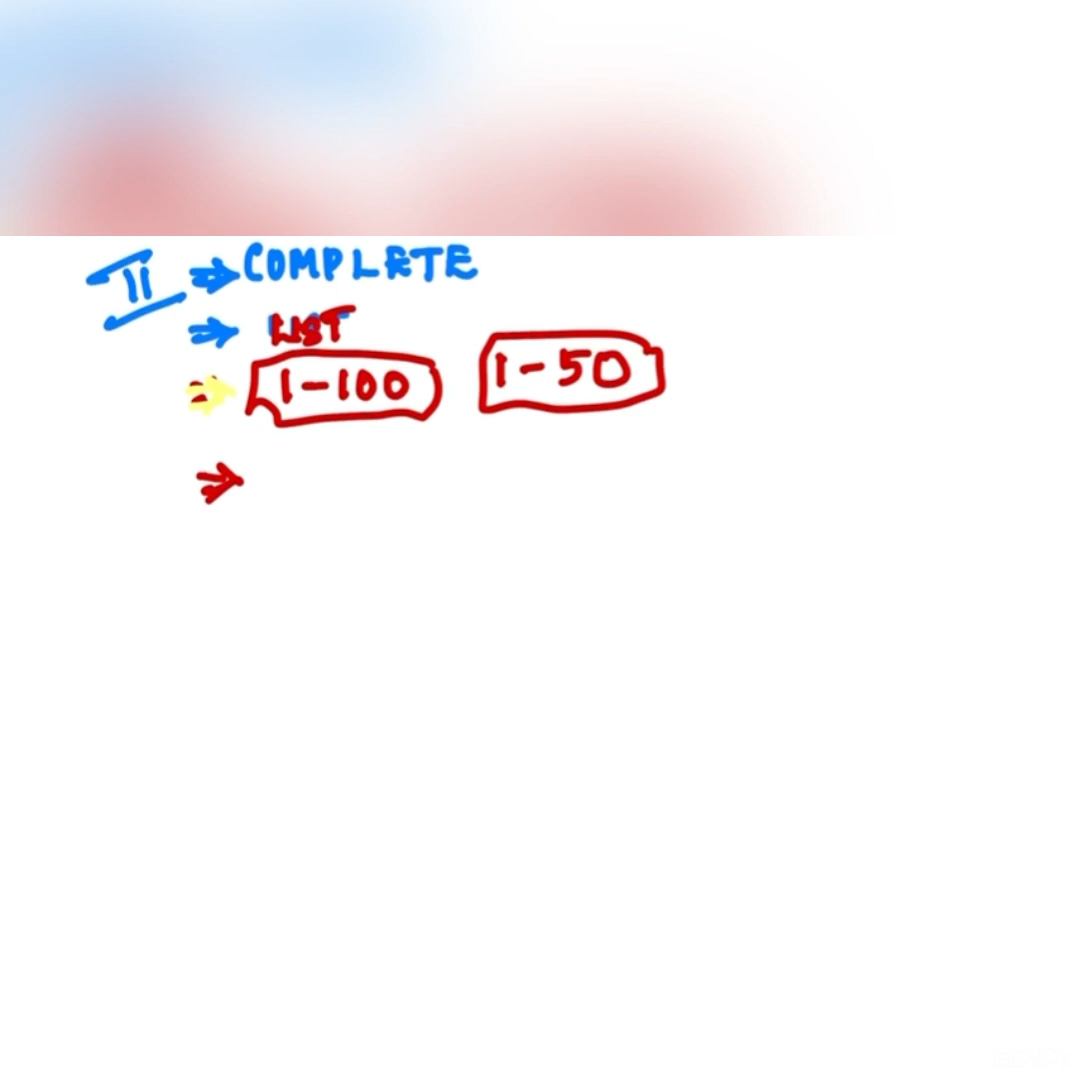 II ⇒ COMPLETE
⇒ LIST
⇒ 1-100 1-50
⇒